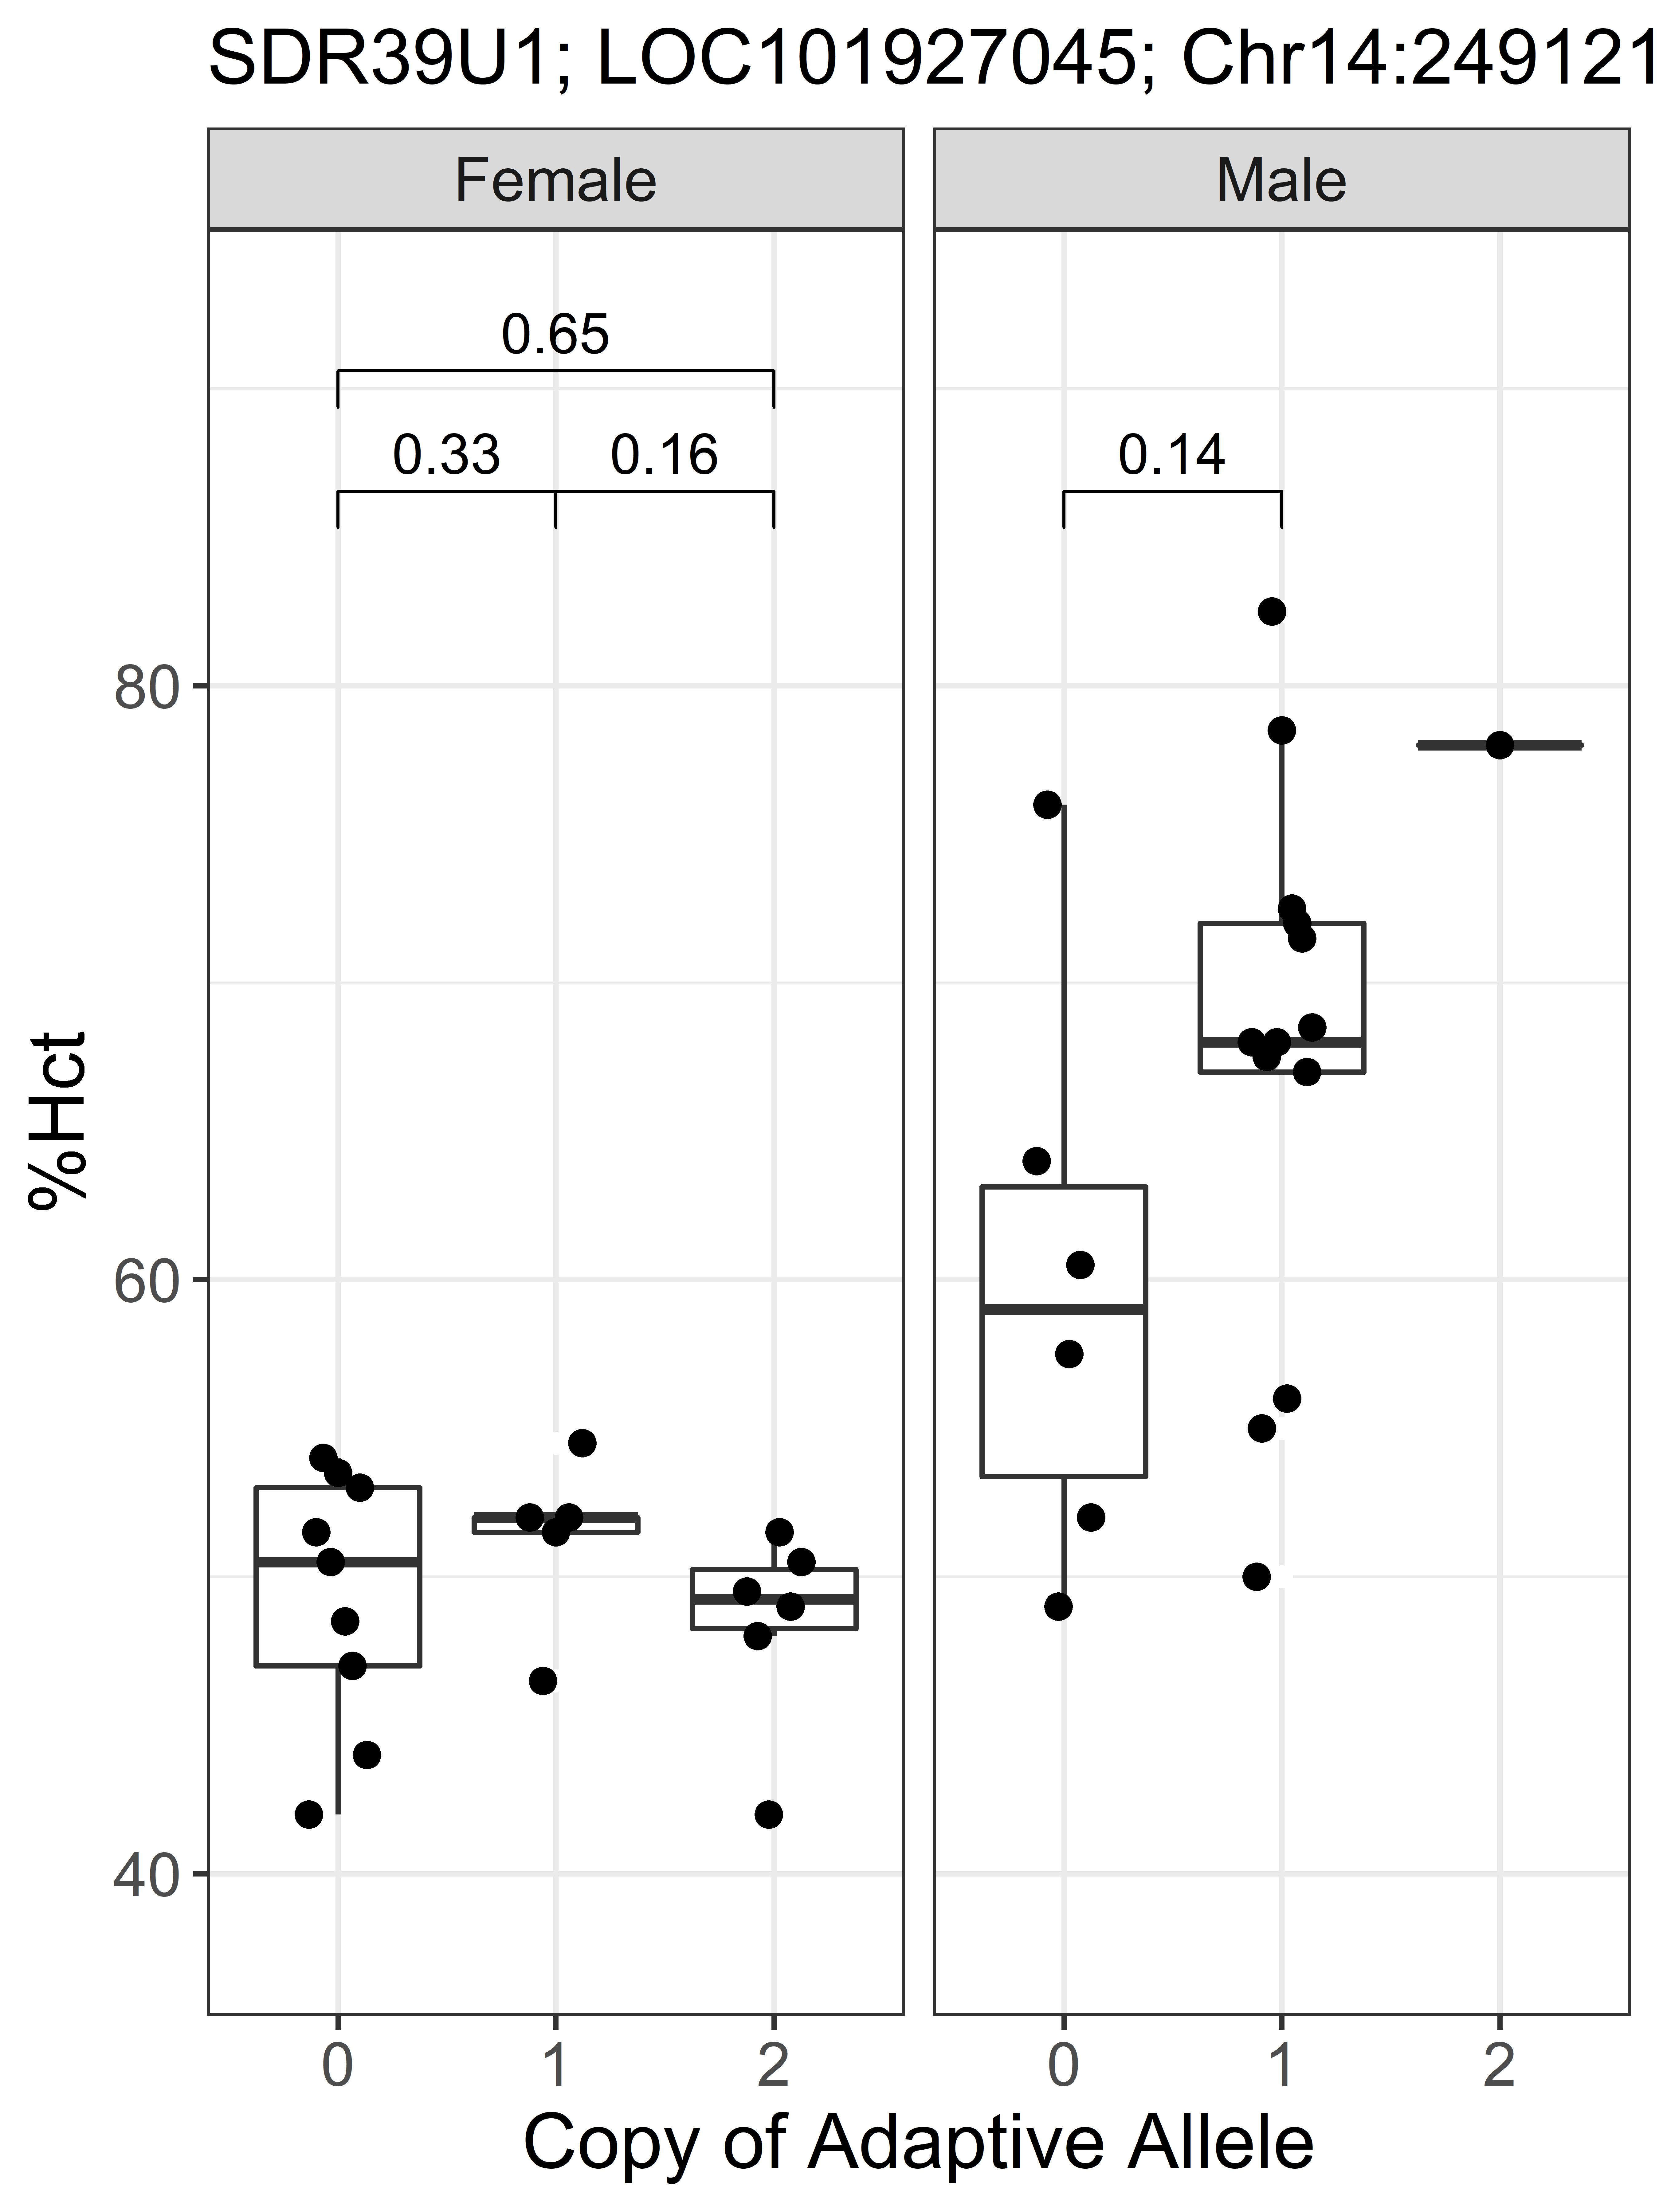 SDR39U1; LOC101927045; Chr14:249121
Female
Male
0.65
0.33 0.16
0.14
80
60
40
%Hct
0 1 2
0 1 2
Copy of Adaptive Allele